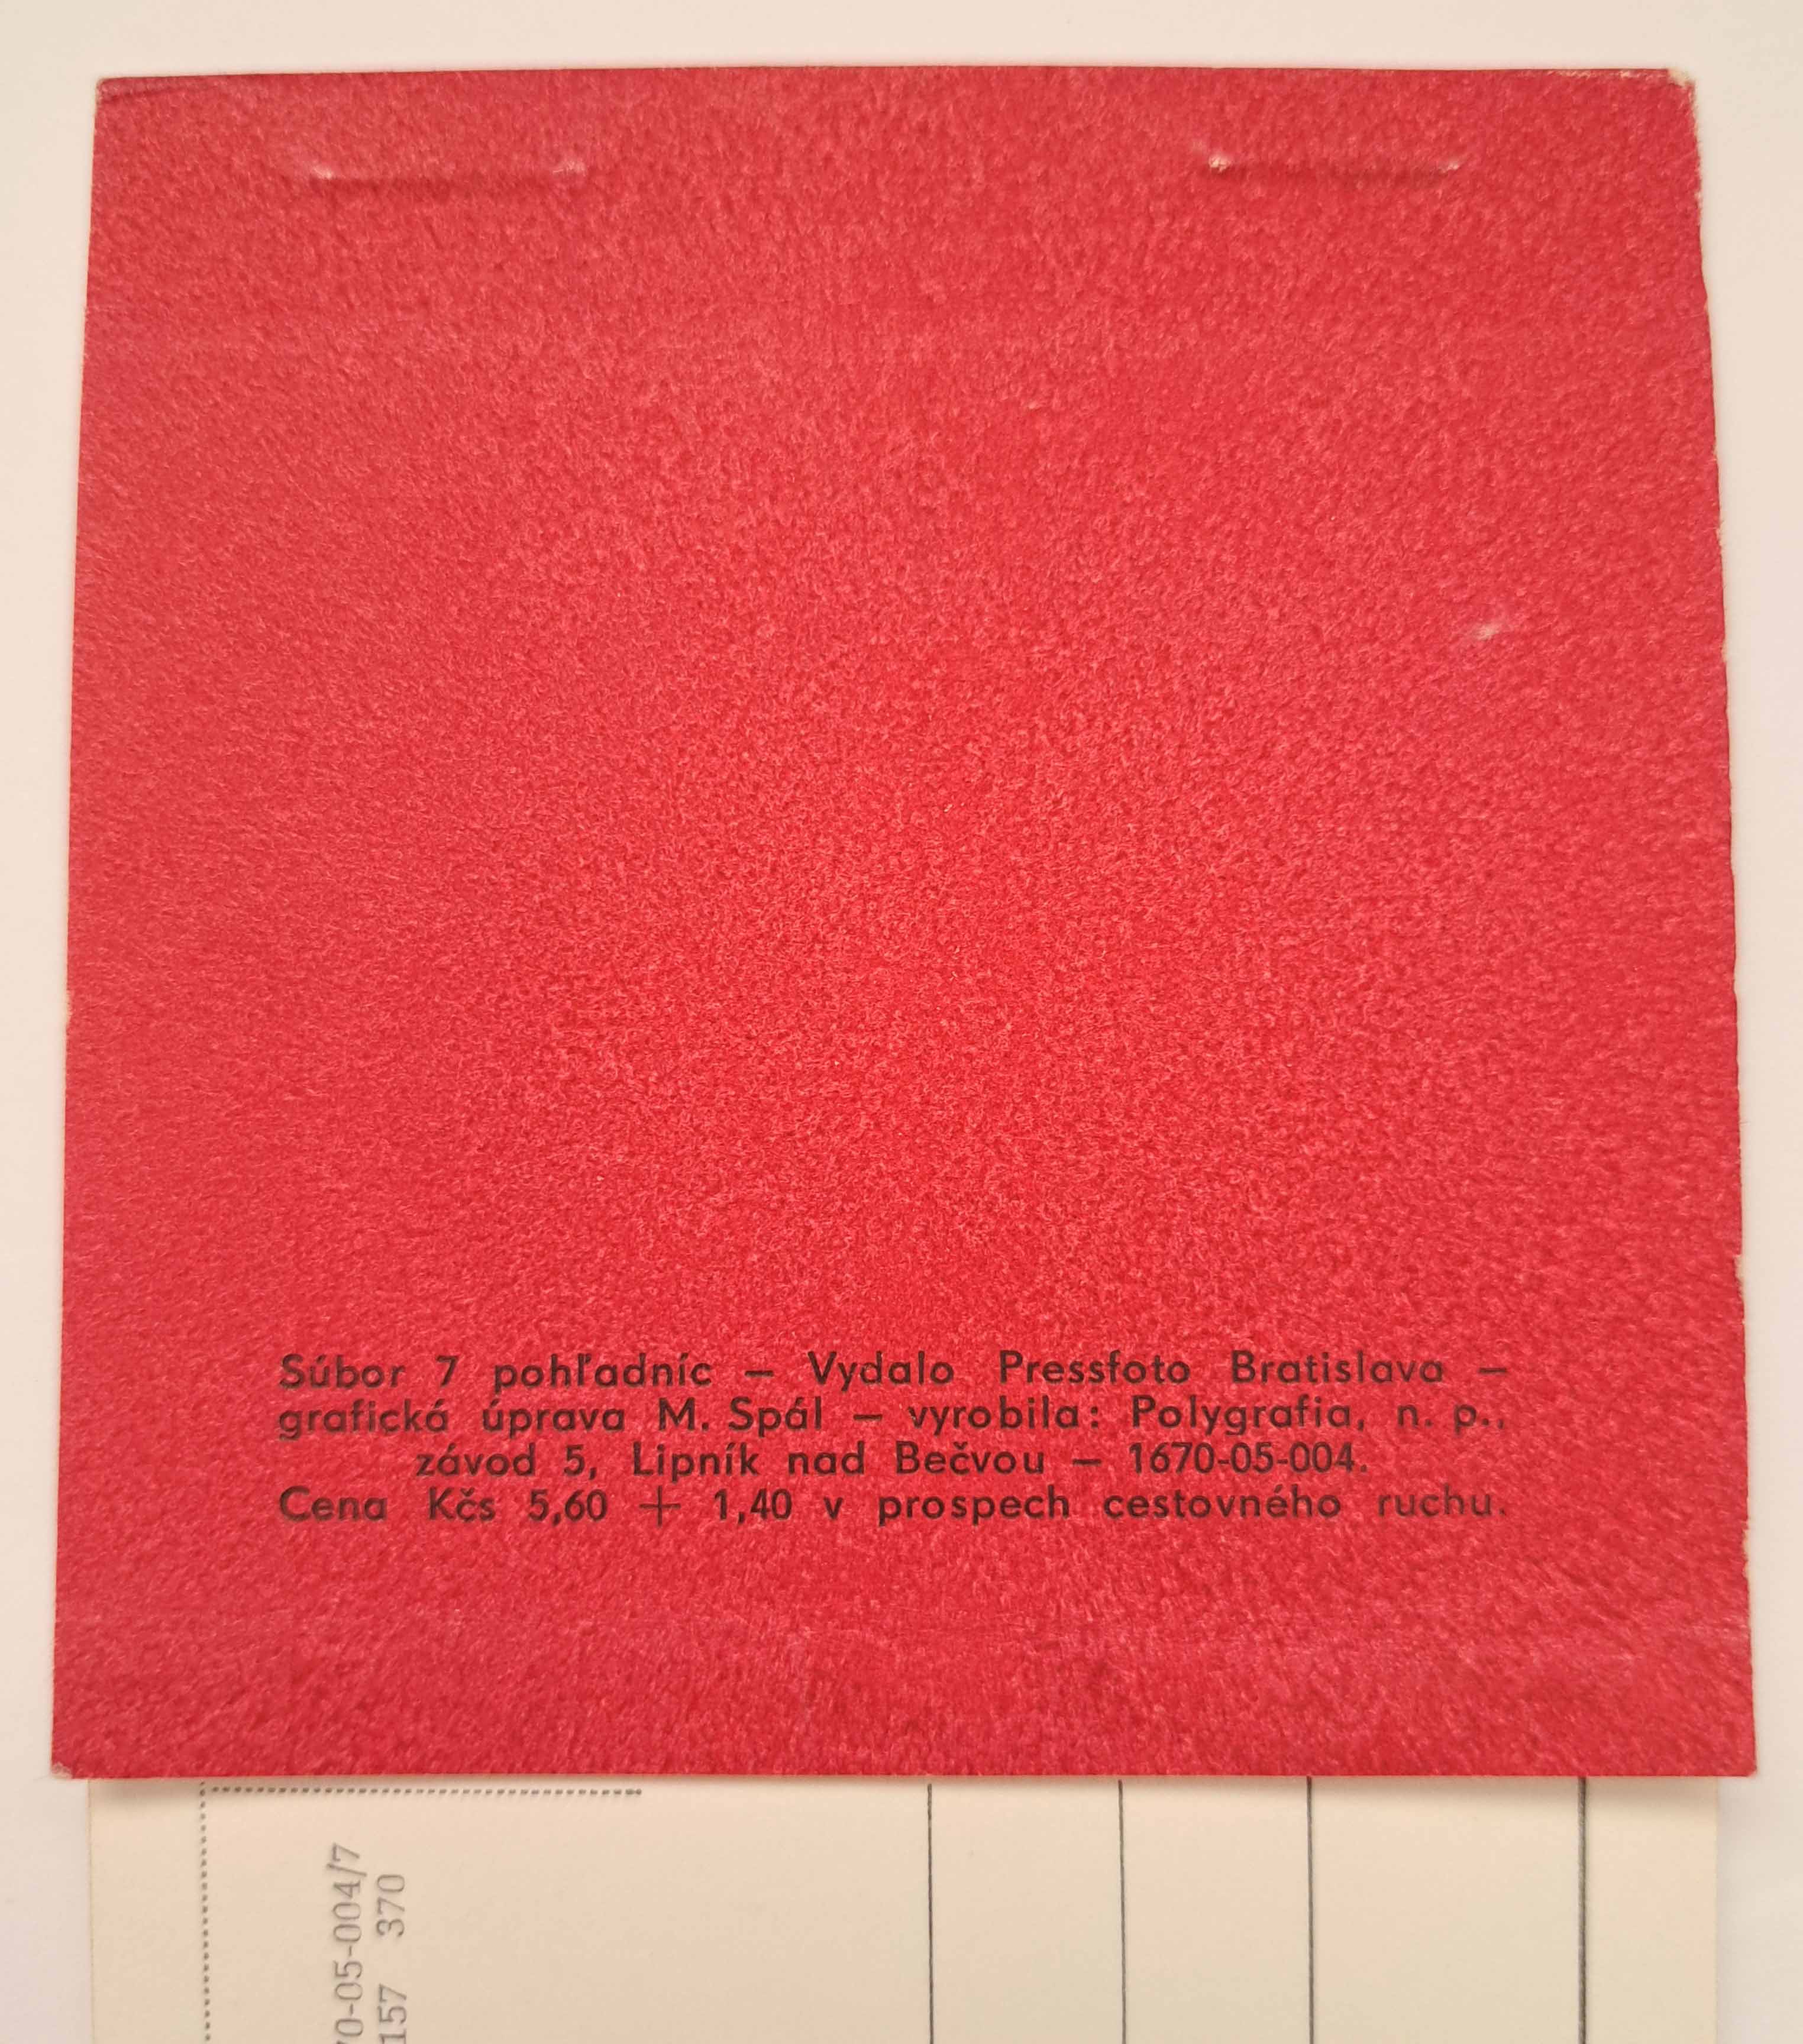 Súbor 7 pohľadníc — Vydalo Pressfoto Bratislava —
grafická úprava M. Spál — vyrobila: Polygrafia, n. p.,
závod 5, Lipník nad Bečvou — 1670-05-004.
Cena Kčs 5,60 + 1,40 v prospech cestovného ruchu.
70-05-004/7
157 370